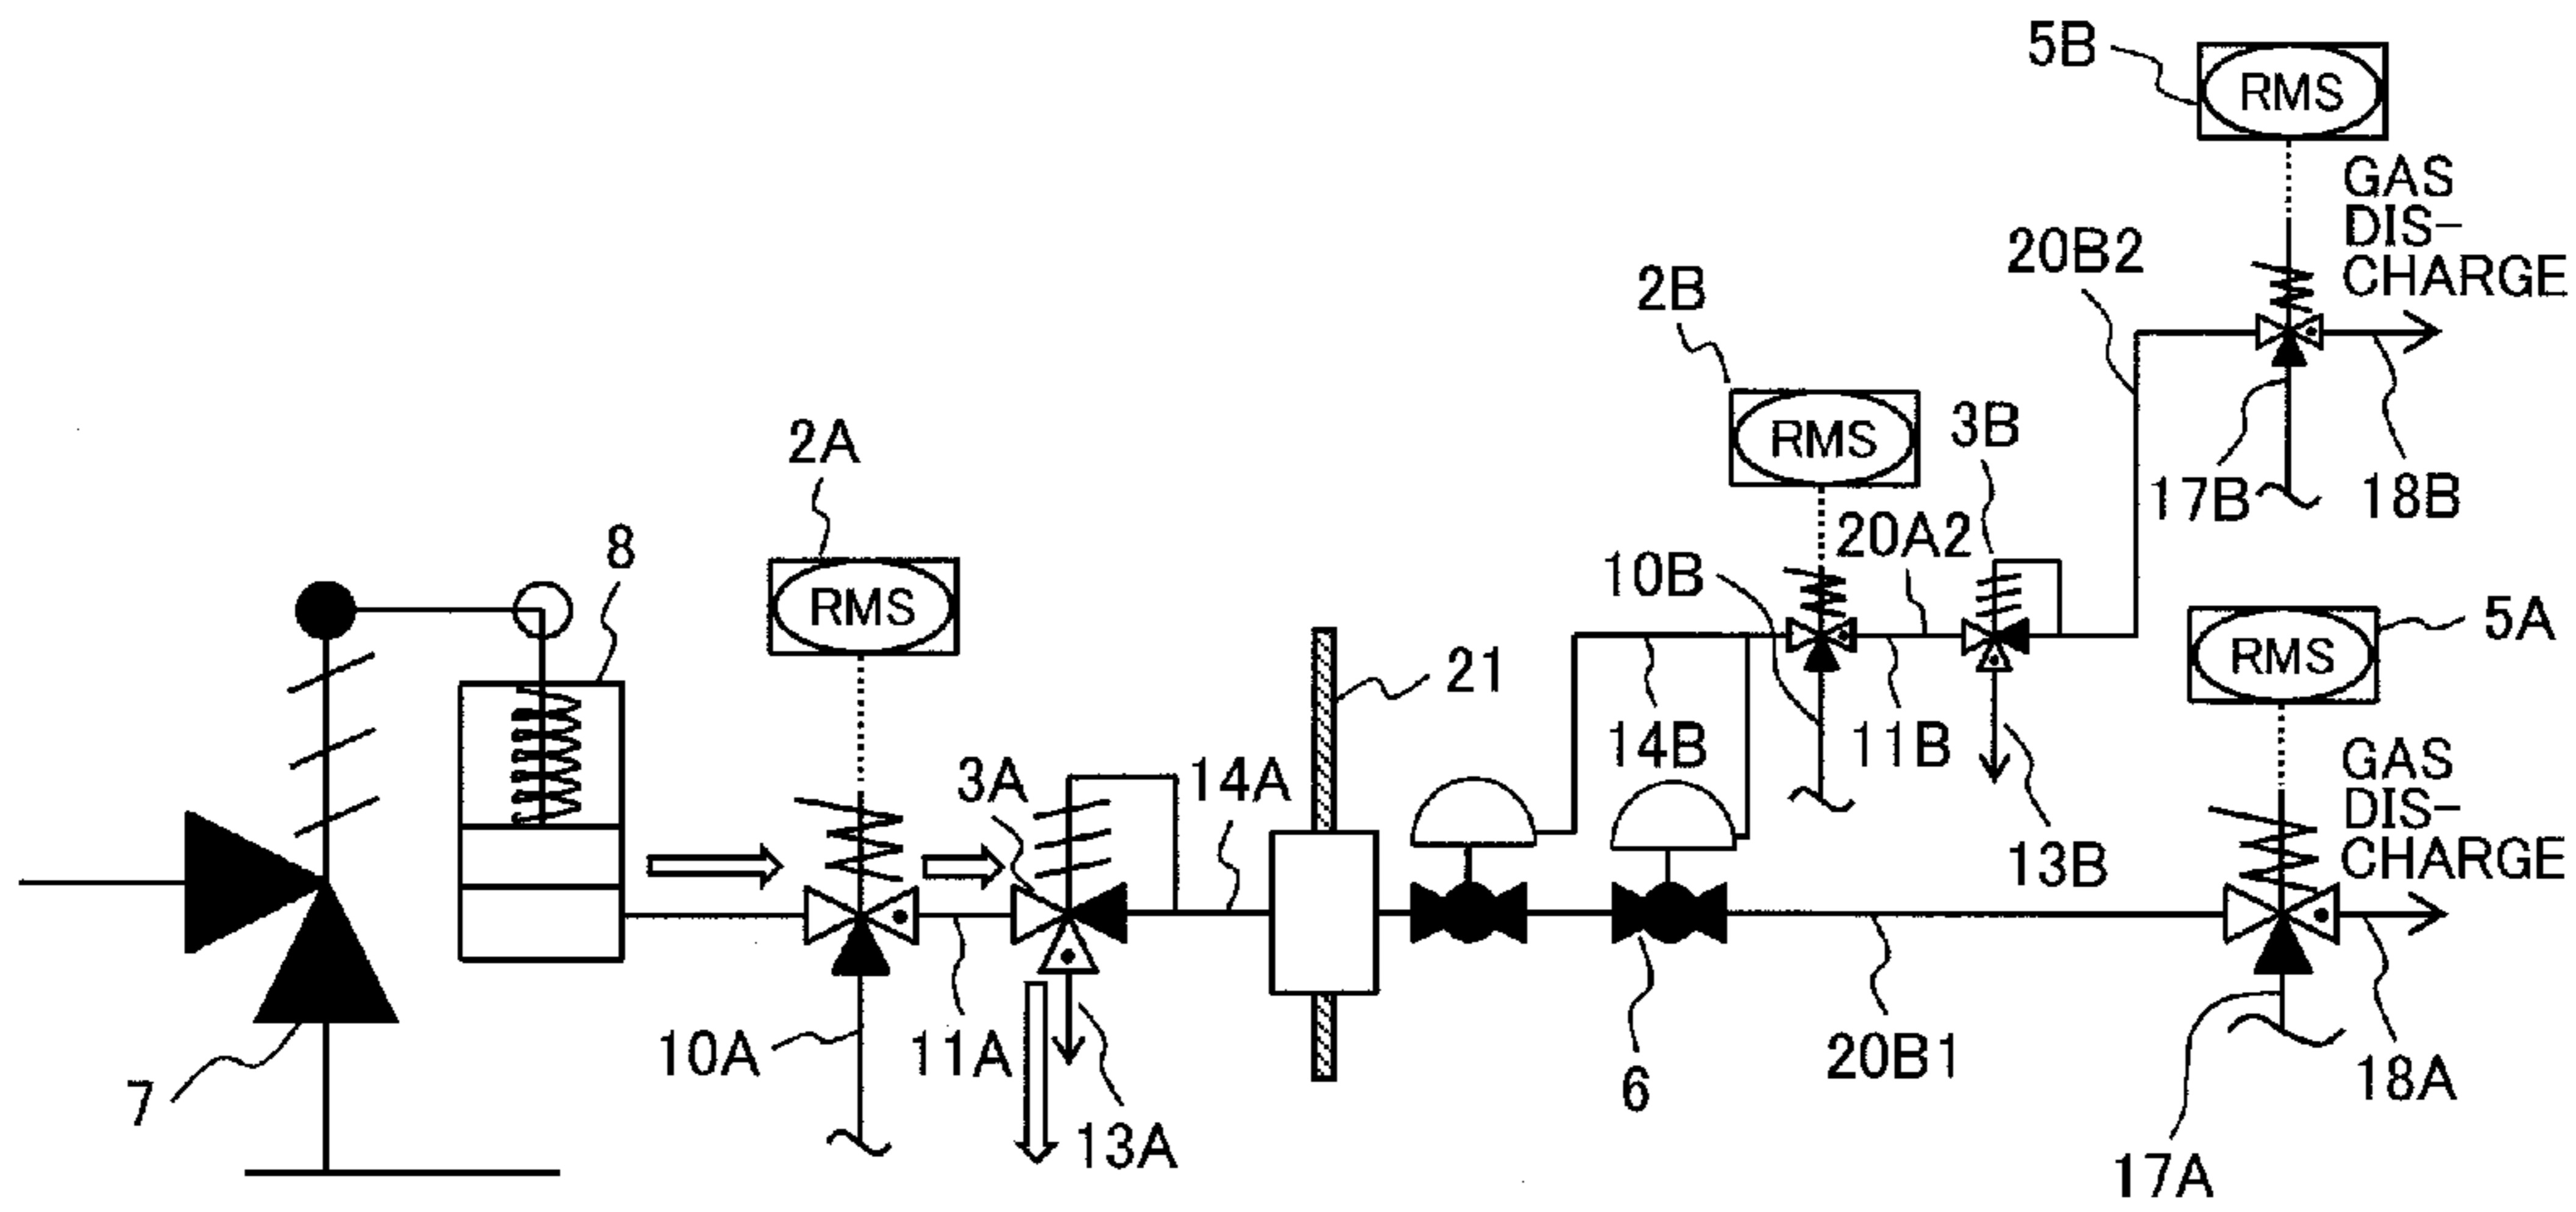 5B
RMS
GAS
DIS-
CHARGE
20B2
2B
RMS
3B
17B
18B
2A
8
20A2
10B
RMS
5A
RMS
21
14B
11B
3A
14A
GAS
DIS-
CHARGE
13B
10A
11A
20B1
6
18A
7
13A
17A